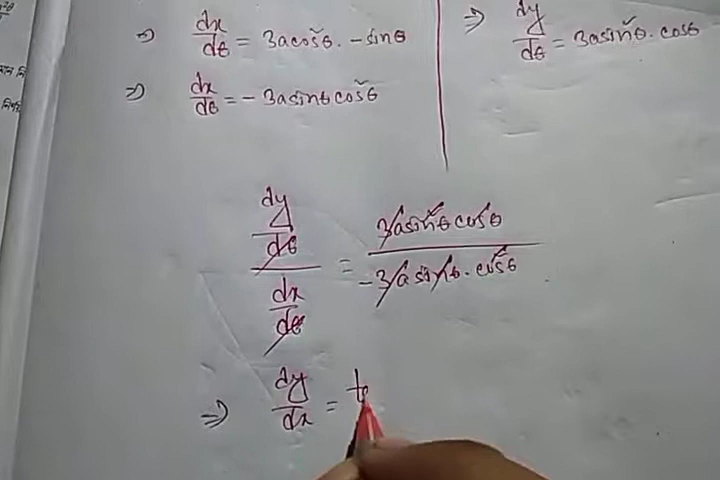 ⇒ dx/dθ = 3acos²θ. -sinθ
⇒ dx/dθ = - 3asinθcos²θ
⇒ dy/dθ = 3asin²θ. cosθ
dy/dθ / dx/dθ = 3asin²θcosθ / -3asinθ.cos²θ
⇒ dy/dx = t